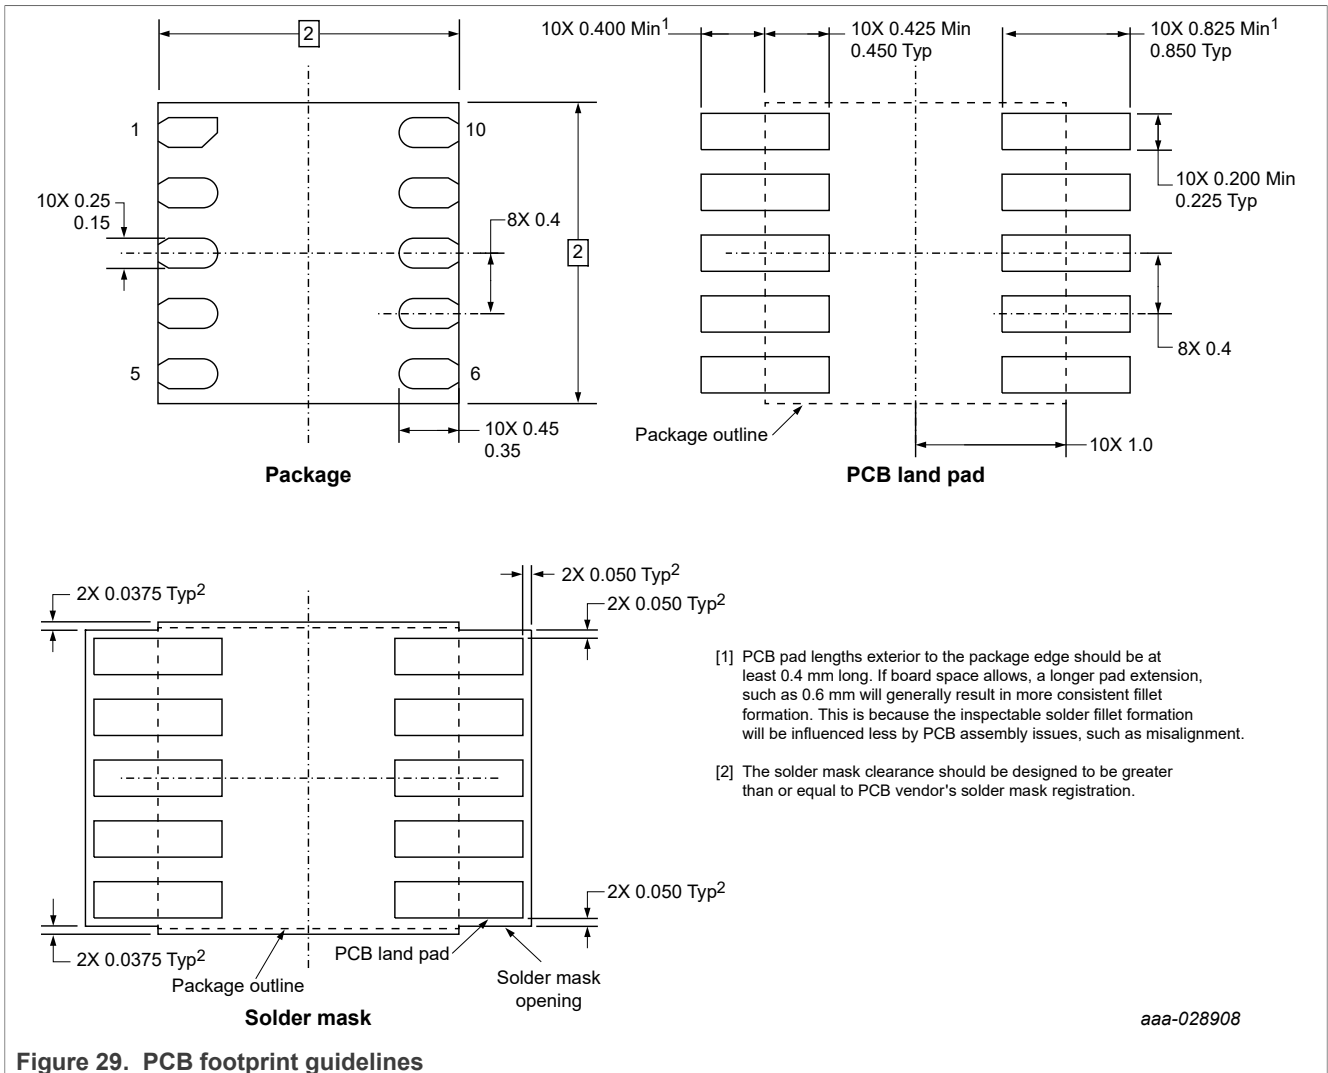 2
10X 0.400 Min1
10X 0.425 Min
0.450 Typ
10X 0.825 Min1
0.850 Typ
1
10
10X 0.25
0.15
8X 0.4
2
5
6
10X 0.45
0.35
Package
10X 0.200 Min
0.225 Typ
8X 0.4
Package outline
10X 1.0
PCB land pad
2X 0.0375 Typ2
2X 0.050 Typ2
2X 0.050 Typ2
2X 0.050 Typ2
2X 0.0375 Typ2
PCB land pad
Package outline
Solder mask
opening
Solder mask
[1] PCB pad lengths exterior to the package edge should be at
least 0.4 mm long. If board space allows, a longer pad extension,
such as 0.6 mm will generally result in more consistent fillet
formation. This is because the inspectable solder fillet formation
will be influenced less by PCB assembly issues, such as misalignment.
[2] The solder mask clearance should be designed to be greater
than or equal to PCB vendor's solder mask registration.
aaa-028908
Figure 29. PCB footprint guidelines